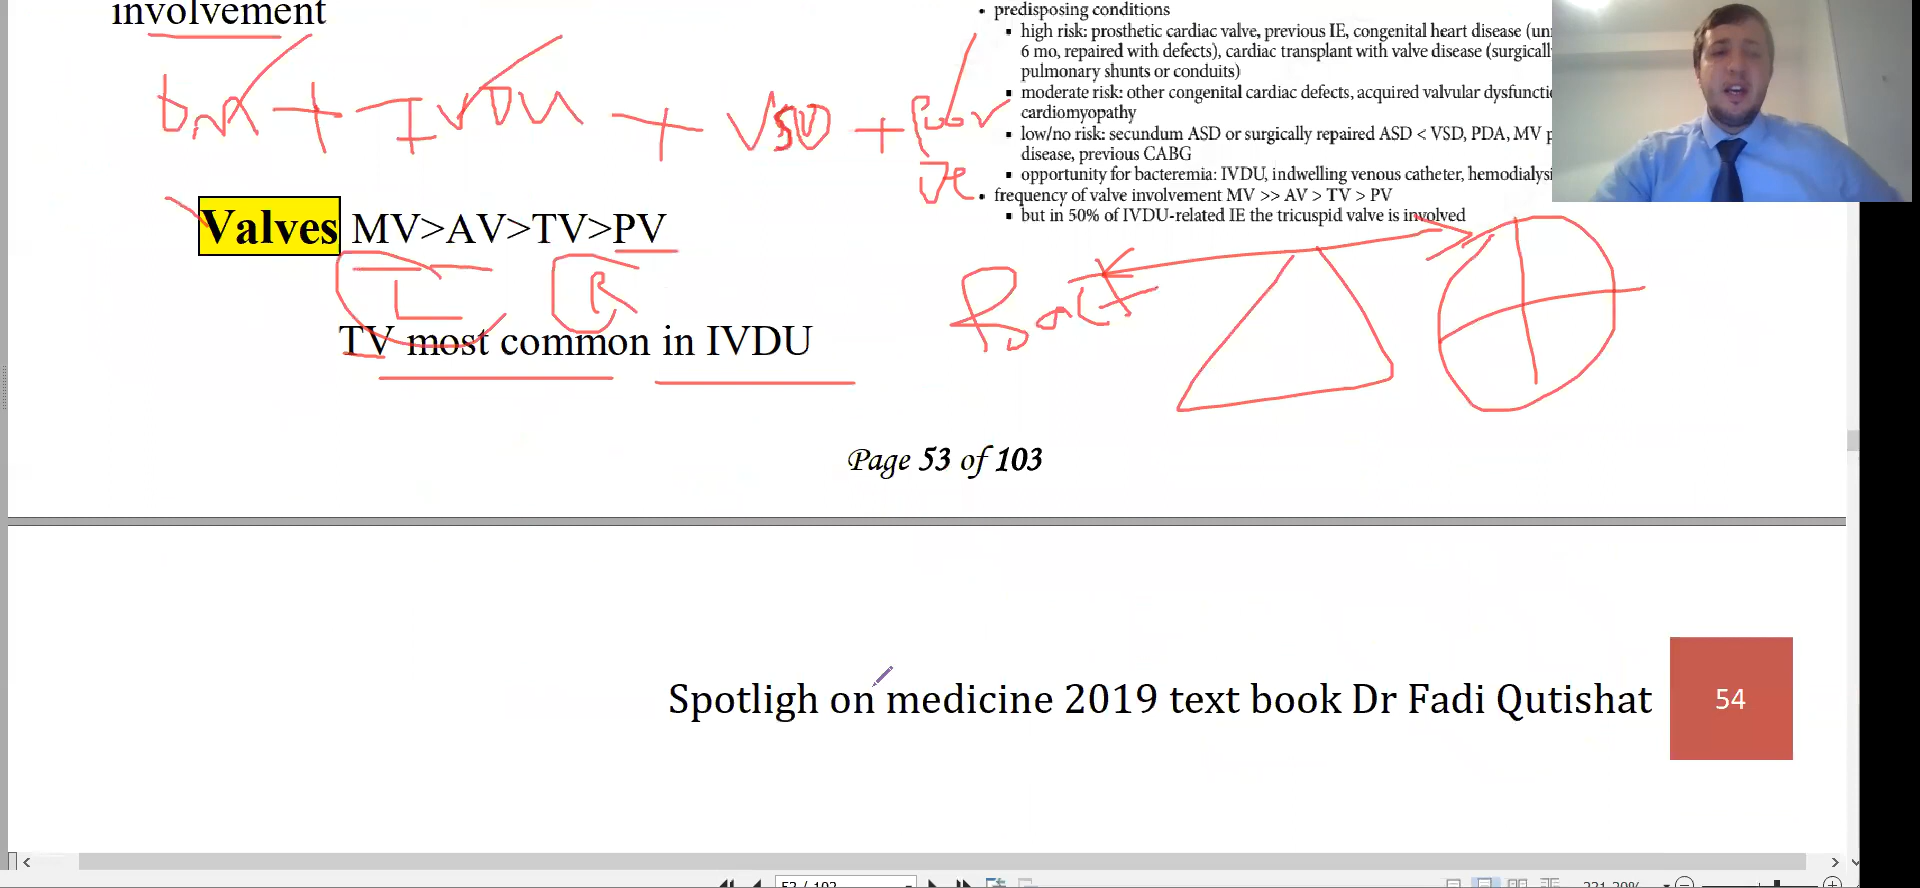 involvement
+ IVDU + VSD +
Valves MV>AV>TV>PV
L R
TV most common in IVDU
• predisposing conditions
▪ high risk: prosthetic cardiac valve, previous IE, congenital heart disease
6 mo, repaired with defects), cardiac transplant with valve disease
pulmonary shunts or conduits)
▪ moderate risk: other congenital cardiac defects, acquired valvular
cardiomyopathy
▪ low/no risk: secundum ASD or surgically repaired ASD < VSD, PDA, MV
disease, previous CABG
▪ opportunity for bacteremia: IVDU, indwelling venous catheter,
• frequency of valve involvement MV >> AV > TV > PV
▪ but in 50% of IVDU-related IE the tricuspid valve is involved
Page 53 of 103
Spotligh on medicine 2019 text book Dr Fadi Qutishat 54